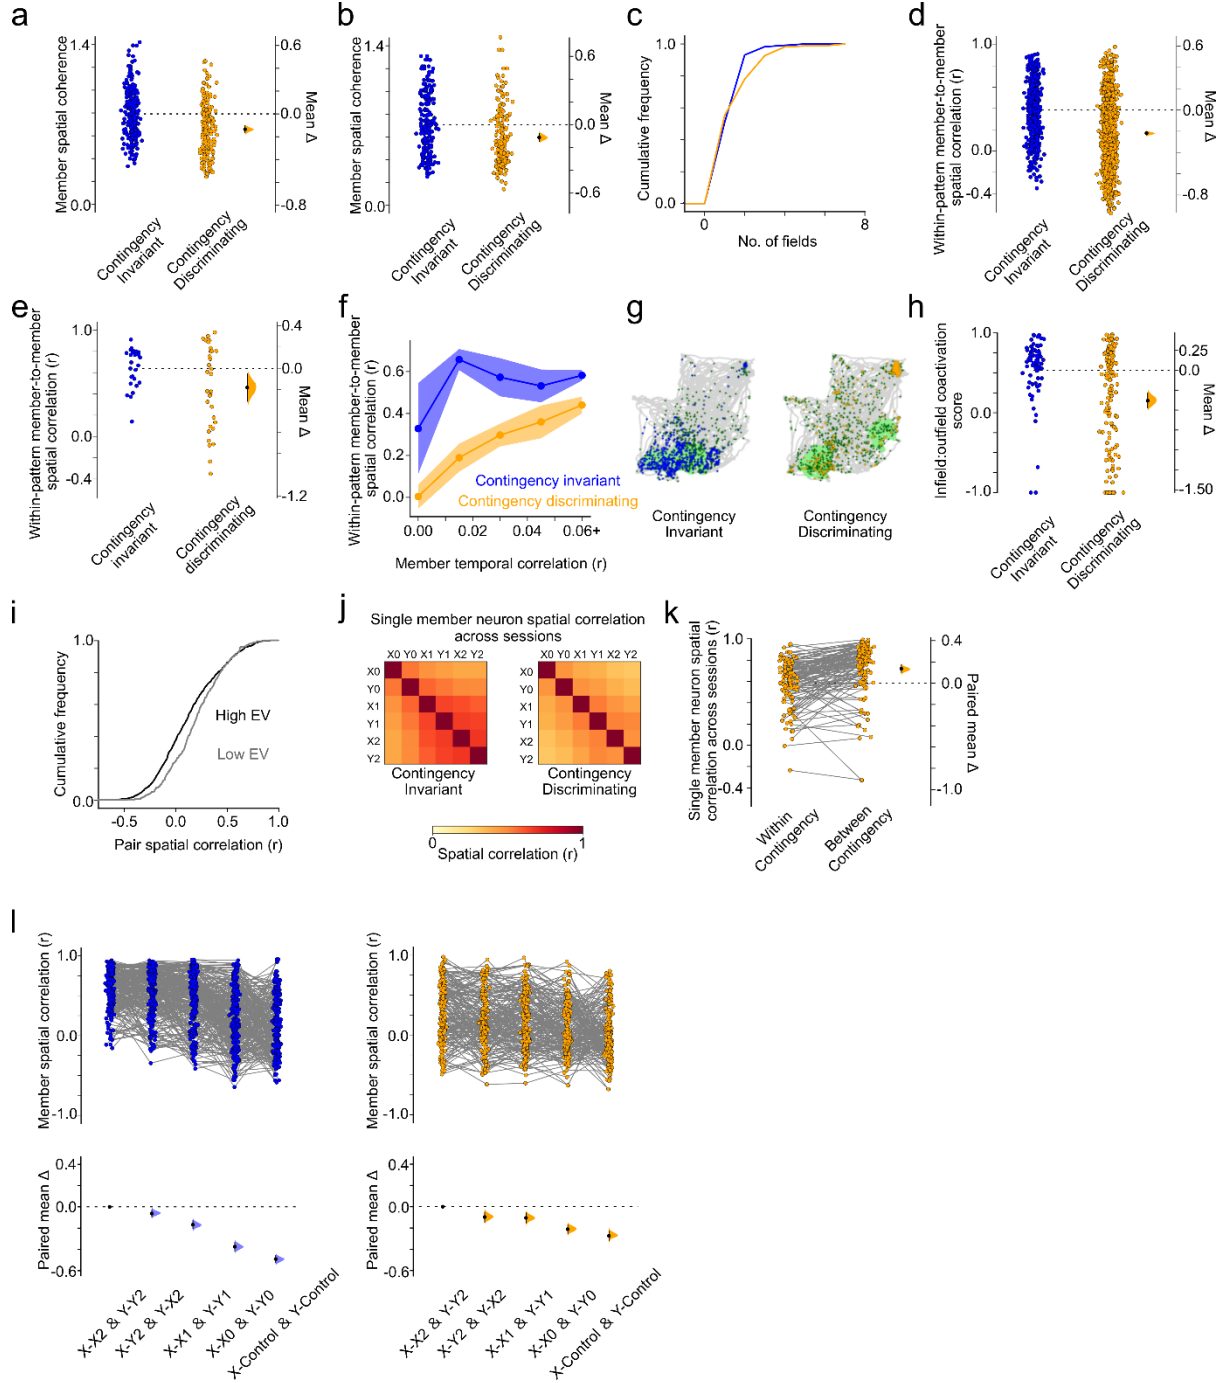 a
1.4
0.0
Member spatial coherence
0.6
0.0
-0.8
Mean Δ
Contingency
Invariant
Contingency
Discriminating
b
1.4
0.0
Member spatial coherence
0.6
0.0
-0.6
Mean Δ
Contingency
Invariant
Contingency
Discriminating
c
1.0
0.0
Cumulative frequency
0
8
No. of fields
d
1.0
0.0
-0.4
Within-pattern member-to-member
spatial correlation (r)
0.6
0.0
-0.8
Mean Δ
Contingency
Invariant
Contingency
Discriminating
e
1.0
0.0
-0.4
Within-pattern member-to-member
spatial correlation (r)
0.4
0.0
-1.2
Mean Δ
Contingency
invariant
Contingency
discriminating
f
0.6
0.4
0.2
0.0
Within-pattern member-to-member
spatial correlation (r)
Contingency invariant
Contingency discriminating
0.00
0.02
0.04
0.06+
Member temporal correlation (r)
g
Contingency
Invariant
Contingency
Discriminating
h
1.0
0.0
-1.0
Infield:outfield coactivation
score
0.25
0.0
-1.50
Mean Δ
Contingency
Invariant
Contingency
Discriminating
i
1.0
0.0
Cumulative frequency
High EV
Low EV
-0.5
0.0
0.5
1.0
Pair spatial correlation (r)
j
Single member neuron spatial correlation
across sessions
X0 Y0 X1 Y1 X2 Y2
X0
Y0
X1
Y1
X2
Y2
Contingency
Invariant
X0 Y0 X1 Y1 X2 Y2
X0
Y0
X1
Y1
X2
Y2
Contingency
Discriminating
0
1
Spatial correlation (r)
k
1.0
0.0
-0.4
Single member neuron spatial
correlation across sessions (r)
0.4
0.0
-1.0
Paired mean Δ
Within
Contingency
Between
Contingency
l
1.0
0.0
-1.0
Member spatial correlation (r)
1.0
0.0
-1.0
Member spatial correlation (r)
0.4
0.0
-0.6
Paired mean Δ
X-X2 & Y-Y2
X-Y2 & Y-X2
X-X1 & Y-Y1
X-X0 & Y-Y0
X-Control & Y-Control
0.4
0.0
-0.6
Paired mean Δ
X-X2 & Y-Y2
X-Y2 & Y-X2
X-X1 & Y-Y1
X-X0 & Y-Y0
X-Control & Y-Control